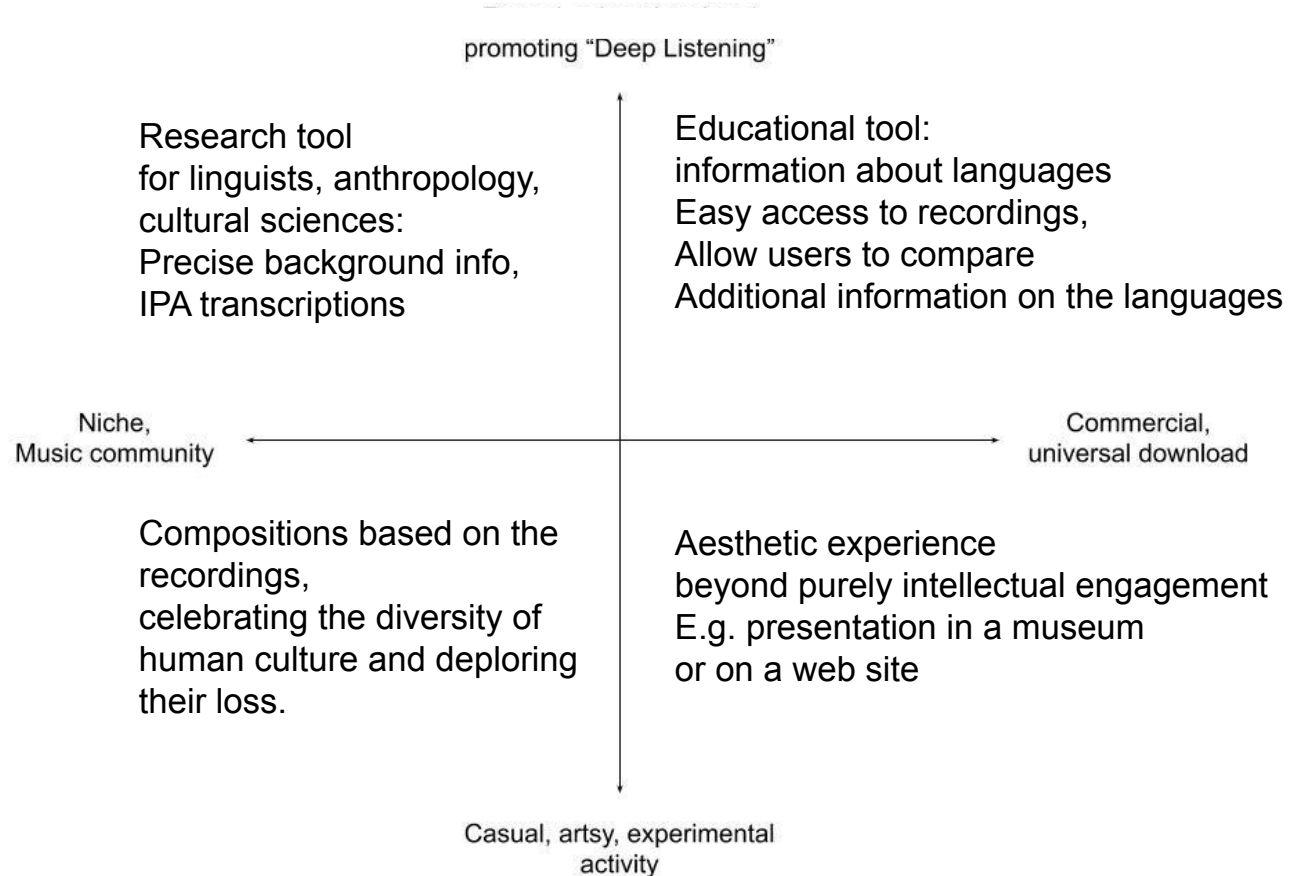 promoting “Deep Listening”
Research tool
for linguists, anthropology,
cultural sciences:
Precise background info,
IPA transcriptions
Educational tool:
information about languages
Easy access to recordings,
Allow users to compare
Additional information on the languages
Niche,
Music community
Commercial,
universal download
Compositions based on the
recordings,
celebrating the diversity of
human culture and deploring
their loss.
Aesthetic experience
beyond purely intellectual engagement
E.g. presentation in a museum
or on a web site
Casual, artsy, experimental
activity